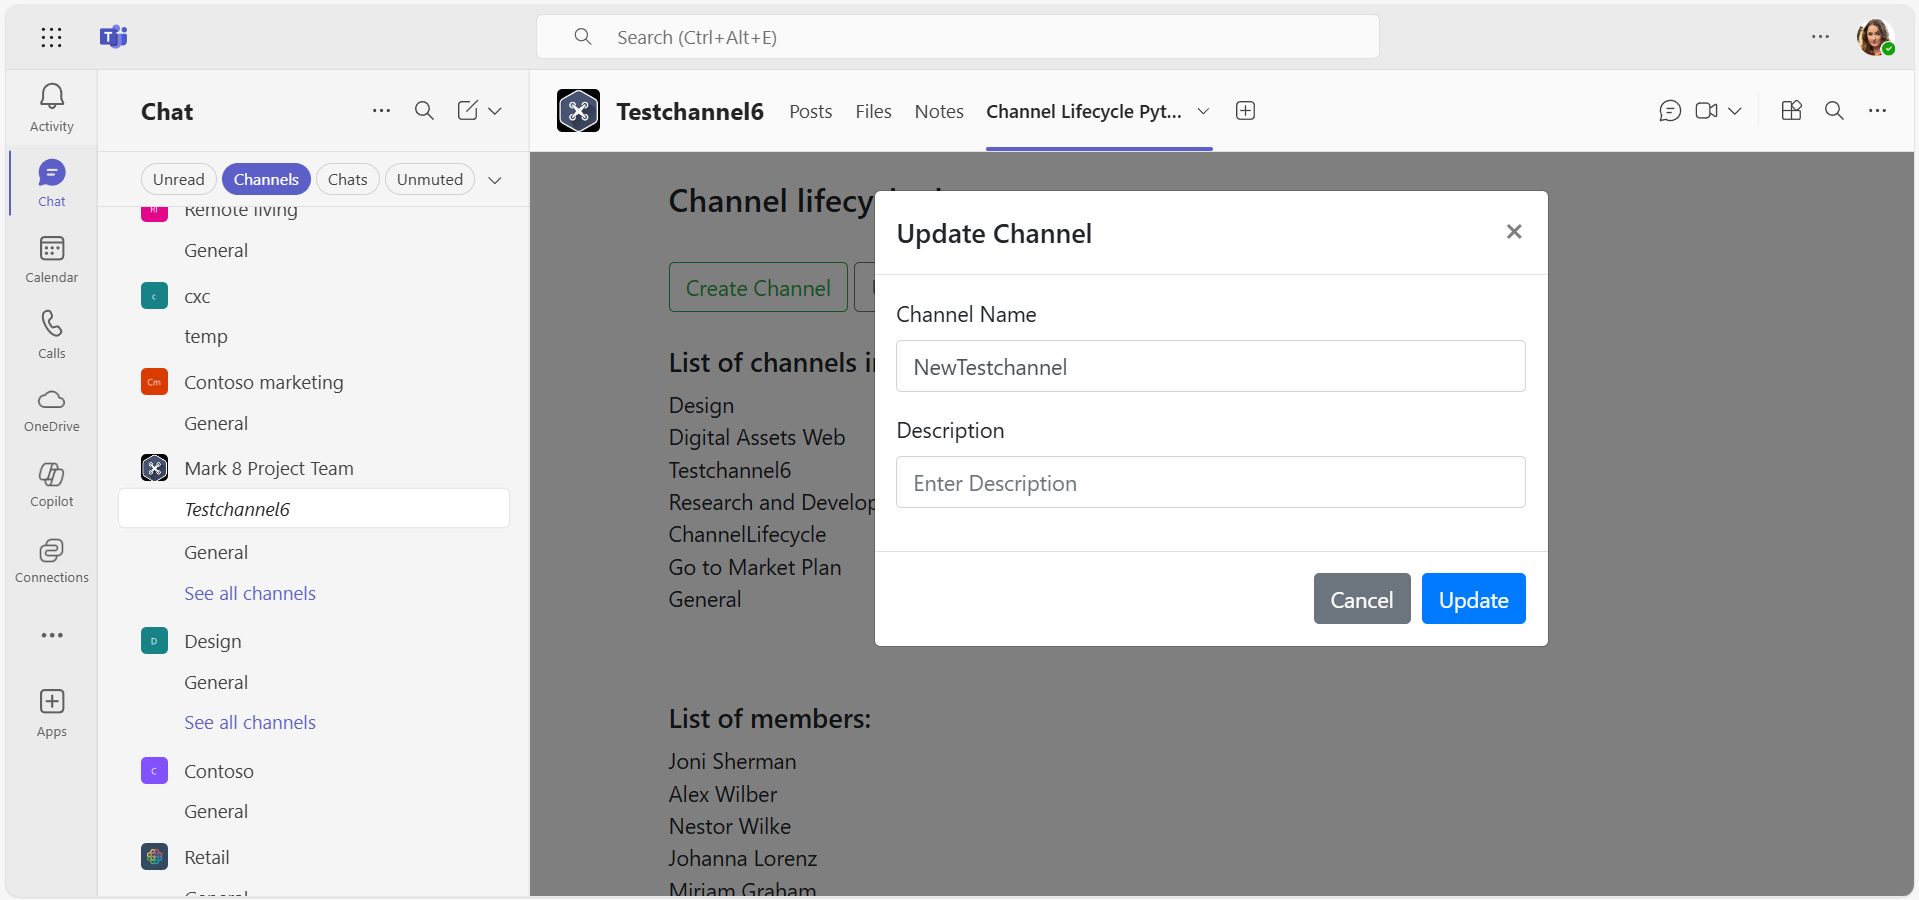 Search (Ctrl+Alt+E)
Activity
Chat
Calendar
Calls
OneDrive
Copilot
Connections
Apps
Chat
Unread
Channels
Chats
Unmuted
Remote living
General
c
cxc
temp
Cm
Contoso marketing
General
Mark 8 Project Team
Testchannel6
General
See all channels
D
Design
General
See all channels
C
Contoso
General
Retail
General
Testchannel6
Posts
Files
Notes
Channel Lifecycle Pyt...
Channel lifecy
Create Channel
List of channels i
Design
Digital Assets Web
Testchannel6
Research and Develop
ChannelLifecycle
Go to Market Plan
General
List of members:
Joni Sherman
Alex Wilber
Nestor Wilke
Johanna Lorenz
Miriam Graham
Update Channel
Channel Name
NewTestchannel
Description
Enter Description
Cancel
Update